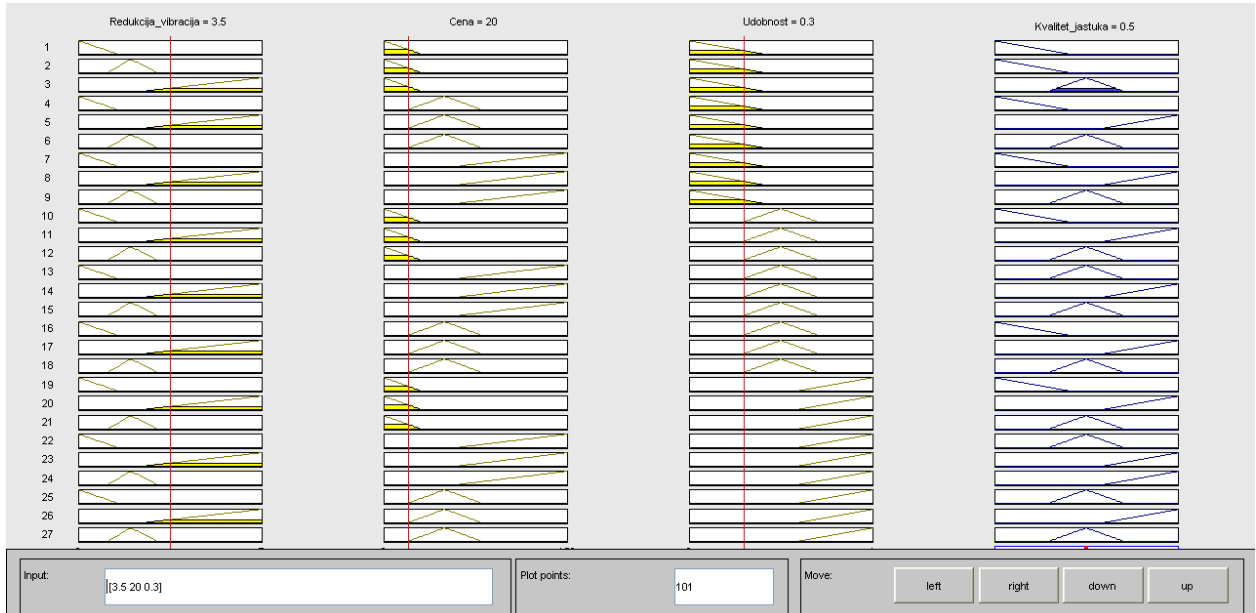 Redukcija_vibracija = 3.5
Cena = 20
Udobnost = 0.3
Kvalitet_jastuka = 0.5
1
2
3
4
5
6
7
8
9
10
11
12
13
14
15
16
17
18
19
20
21
22
23
24
25
26
27
Input:
[3.5 20 0.3]
Plot points:
101
Move:
left
right
down
up